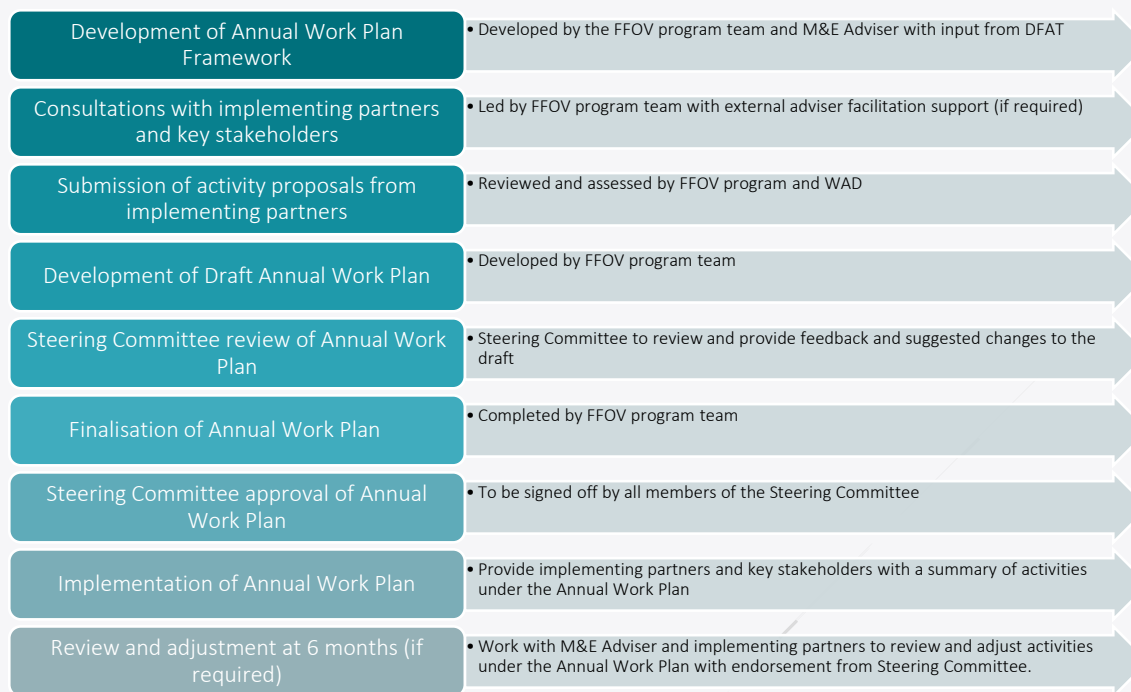 Development of Annual Work Plan
Framework
• Developed by the FFOV program team and M&E Adviser with input from DFAT
Consultations with implementing partners
and key stakeholders
• Led by FFOV program team with external adviser facilitation support (if required)
Submission of activity proposals from
implementing partners
• Reviewed and assessed by FFOV program and WAD
Development of Draft Annual Work Plan
• Developed by FFOV program team
Steering Committee review of Annual Work
Plan
• Steering Committee to review and provide feedback and suggested changes to the
draft
Finalisation of Annual Work Plan
• Completed by FFOV program team
Steering Committee approval of Annual
Work Plan
• To be signed off by all members of the Steering Committee
Implementation of Annual Work Plan
• Provide implementing partners and key stakeholders with a summary of activities
under the Annual Work Plan
Review and adjustment at 6 months (if
required)
• Work with M&E Adviser and implementing partners to review and adjust activities
under the Annual Work Plan with endorsement from Steering Committee.